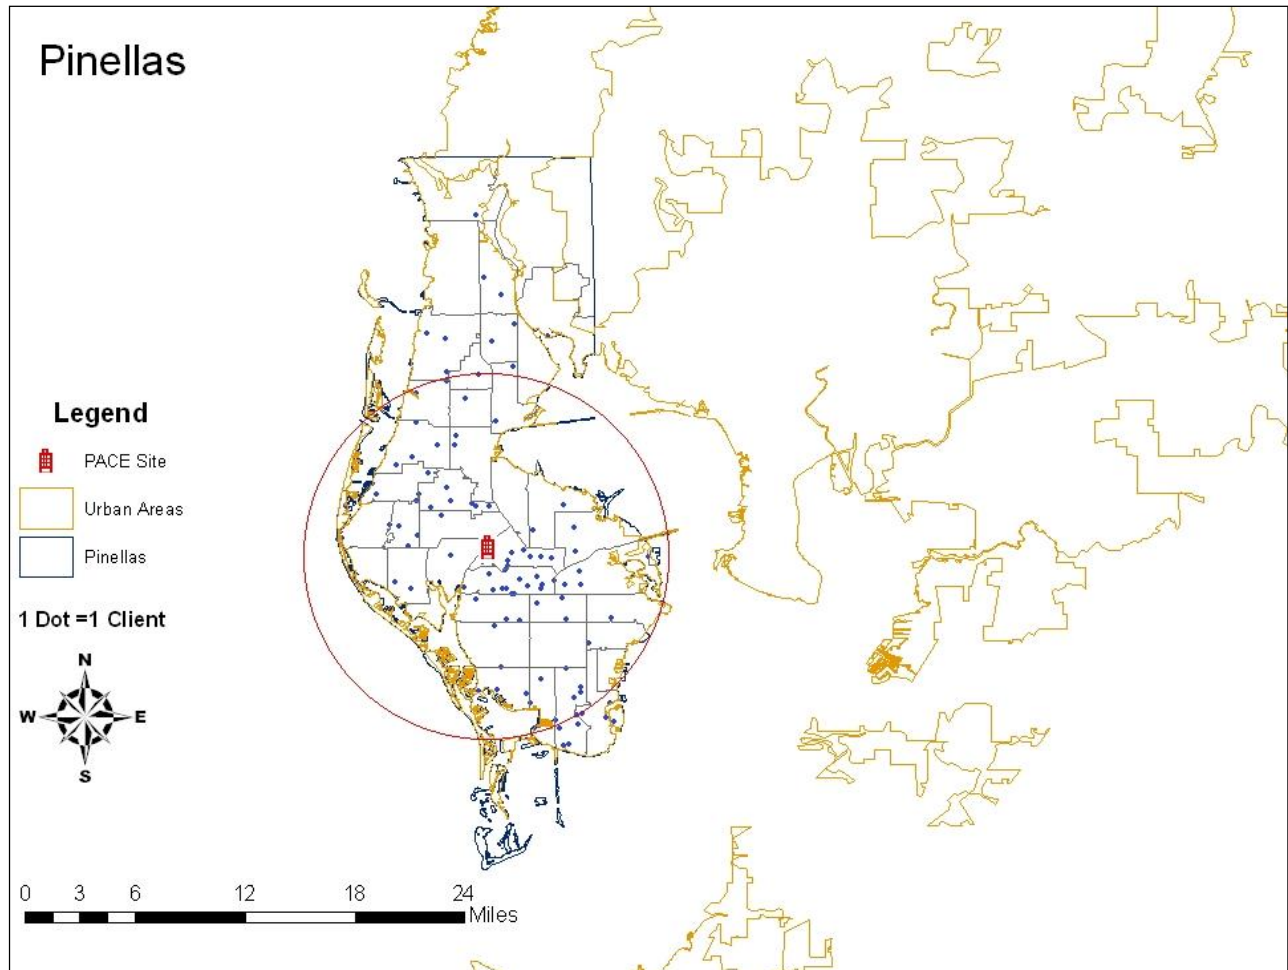 Pinellas
Legend
PACE Site
Urban Areas
Pinellas
1 Dot =1 Client
N
W E
S
0 3 6 12 18 24
Miles